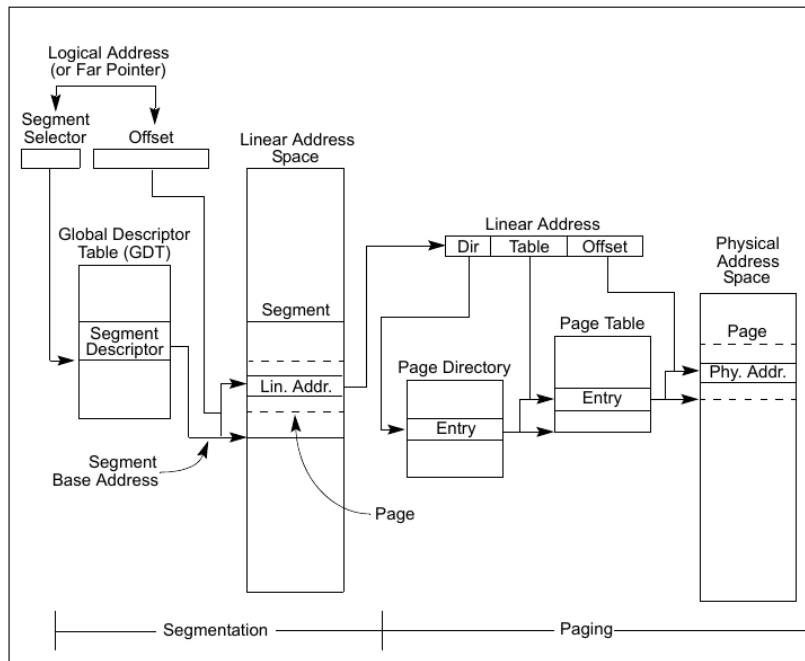 Logical Address
(or Far Pointer)
Segment
Selector
Offset
Linear Address
Space
Global Descriptor
Table (GDT)
Segment
Descriptor
Segment
Lin. Addr.
Segment
Base Address
Page
Linear Address
Dir Table Offset
Physical
Address
Space
Page Directory
Entry
Page Table
Entry
Page
Phy. Addr.
Segmentation
Paging